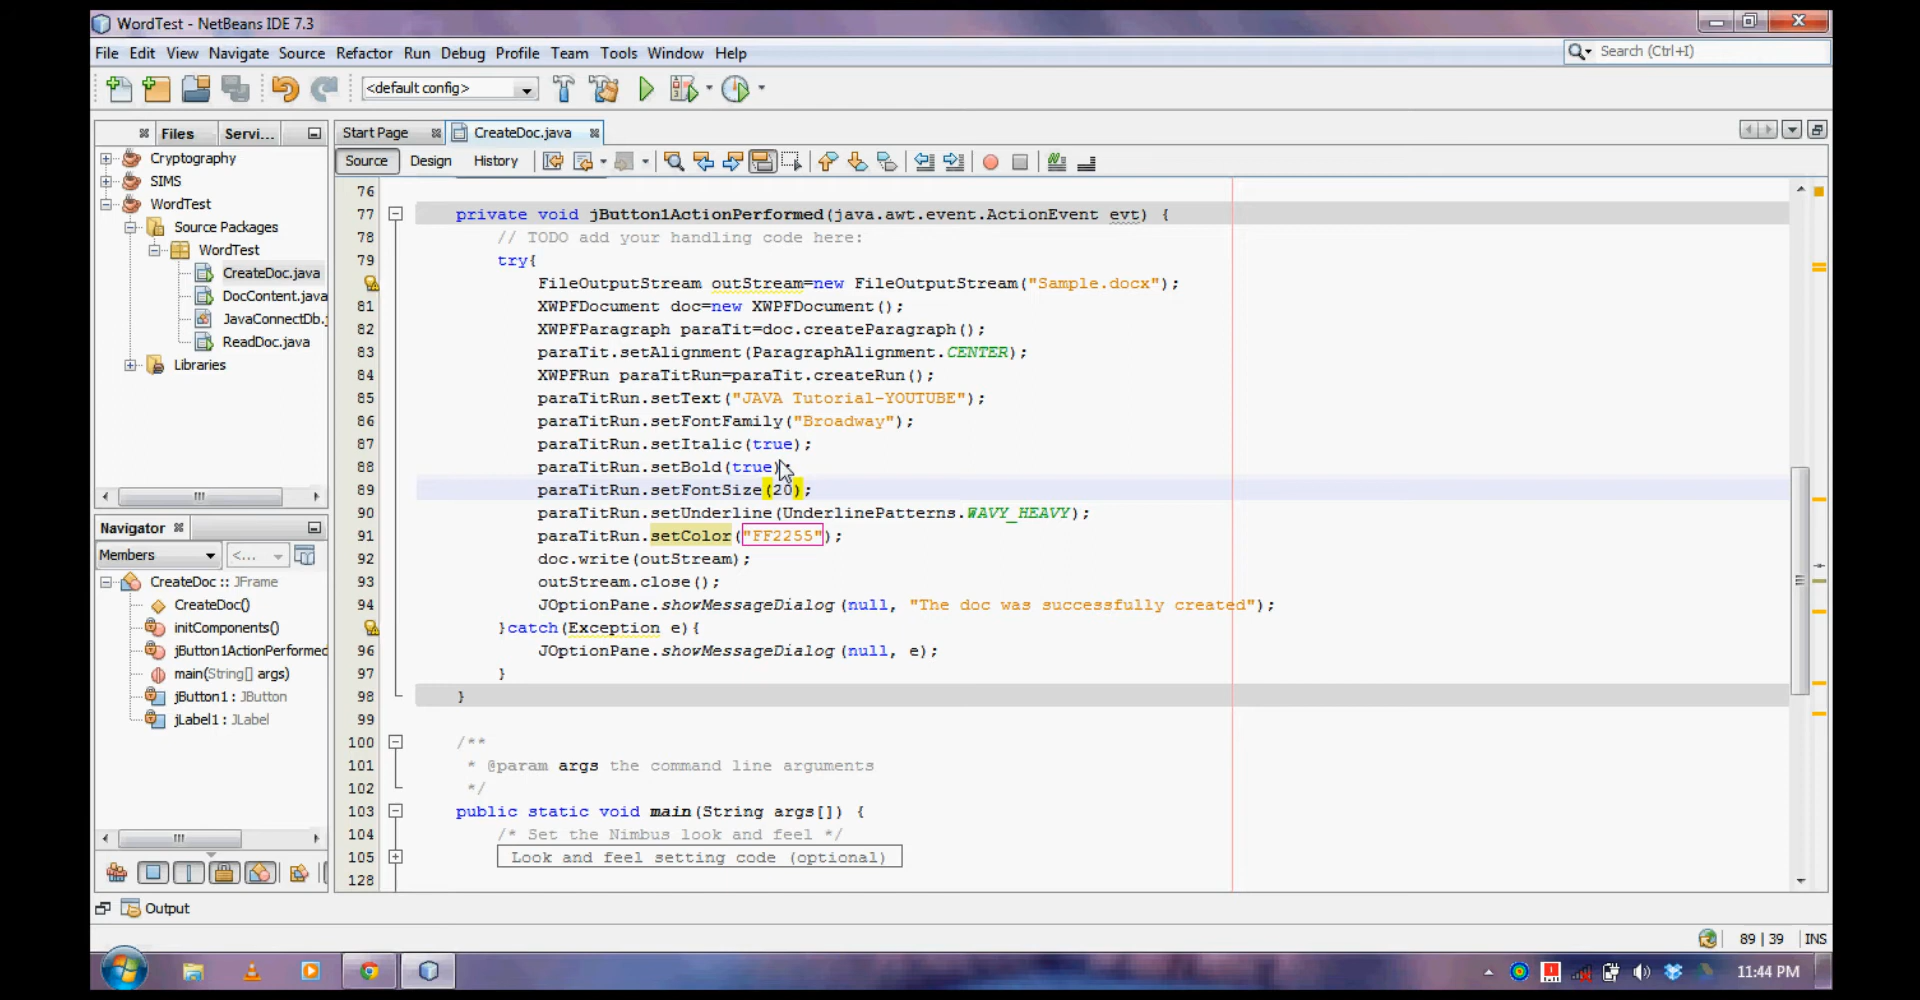 WordTest - NetBeans IDE 7.3
File Edit View Navigate Source Refactor Run Debug Profile Team Tools Window Help
Search (Ctrl+I)
<default config>
Files Servi...
Start Page CreateDoc.java
Source Design History
Cryptography
SIMS
WordTest
Source Packages
WordTest
CreateDoc.java
DocContent.java
JavaConnectDb.j
ReadDoc.java
Libraries
76
77 private void jButton1ActionPerformed(java.awt.event.ActionEvent evt) {
78 // TODO add your handling code here:
79 try{
FileOutputStream outStream=new FileOutputStream("Sample.docx");
81 XWPFDocument doc=new XWPFDocument();
82 XWPFParagraph paraTit=doc.createParagraph();
83 paraTit.setAlignment(ParagraphAlignment.CENTER);
84 XWPFRun paraTitRun=paraTit.createRun();
85 paraTitRun.setText("JAVA Tutorial-YOUTUBE");
86 paraTitRun.setFontFamily("Broadway");
87 paraTitRun.setItalic(true);
88 paraTitRun.setBold(true);
89 paraTitRun.setFontSize(20);
90 paraTitRun.setUnderline(UnderlinePatterns.WAVY_HEAVY);
91 paraTitRun.setColor("FF2255");
92 doc.write(outStream);
93 outStream.close();
94 JOptionPane.showMessageDialog(null, "The doc was successfully created");
}catch(Exception e){
96 JOptionPane.showMessageDialog(null, e);
97 }
98 }
99
100 /**
101 * @param args the command line arguments
102 */
103 public static void main(String args[]) {
104 /* Set the Nimbus look and feel */
105 Look and feel setting code (optional)
128
Navigator
Members <...
CreateDoc :: JFrame
CreateDoc()
initComponents()
jButton1ActionPerformed
main(String[] args)
jButton1 : JButton
jLabel1 : JLabel
Output
89 | 39 INS
11:44 PM